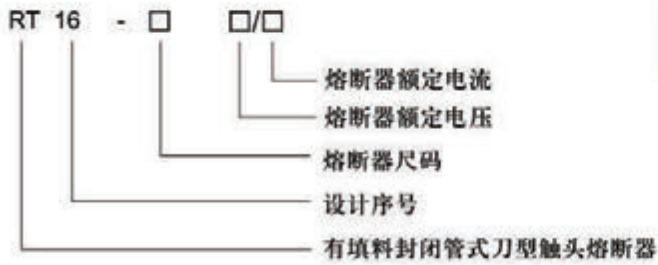 RT 16 - □ □/□
熔断器额定电流
熔断器额定电压
熔断器尺码
设计序号
有填料封闭管式刀型触头熔断器